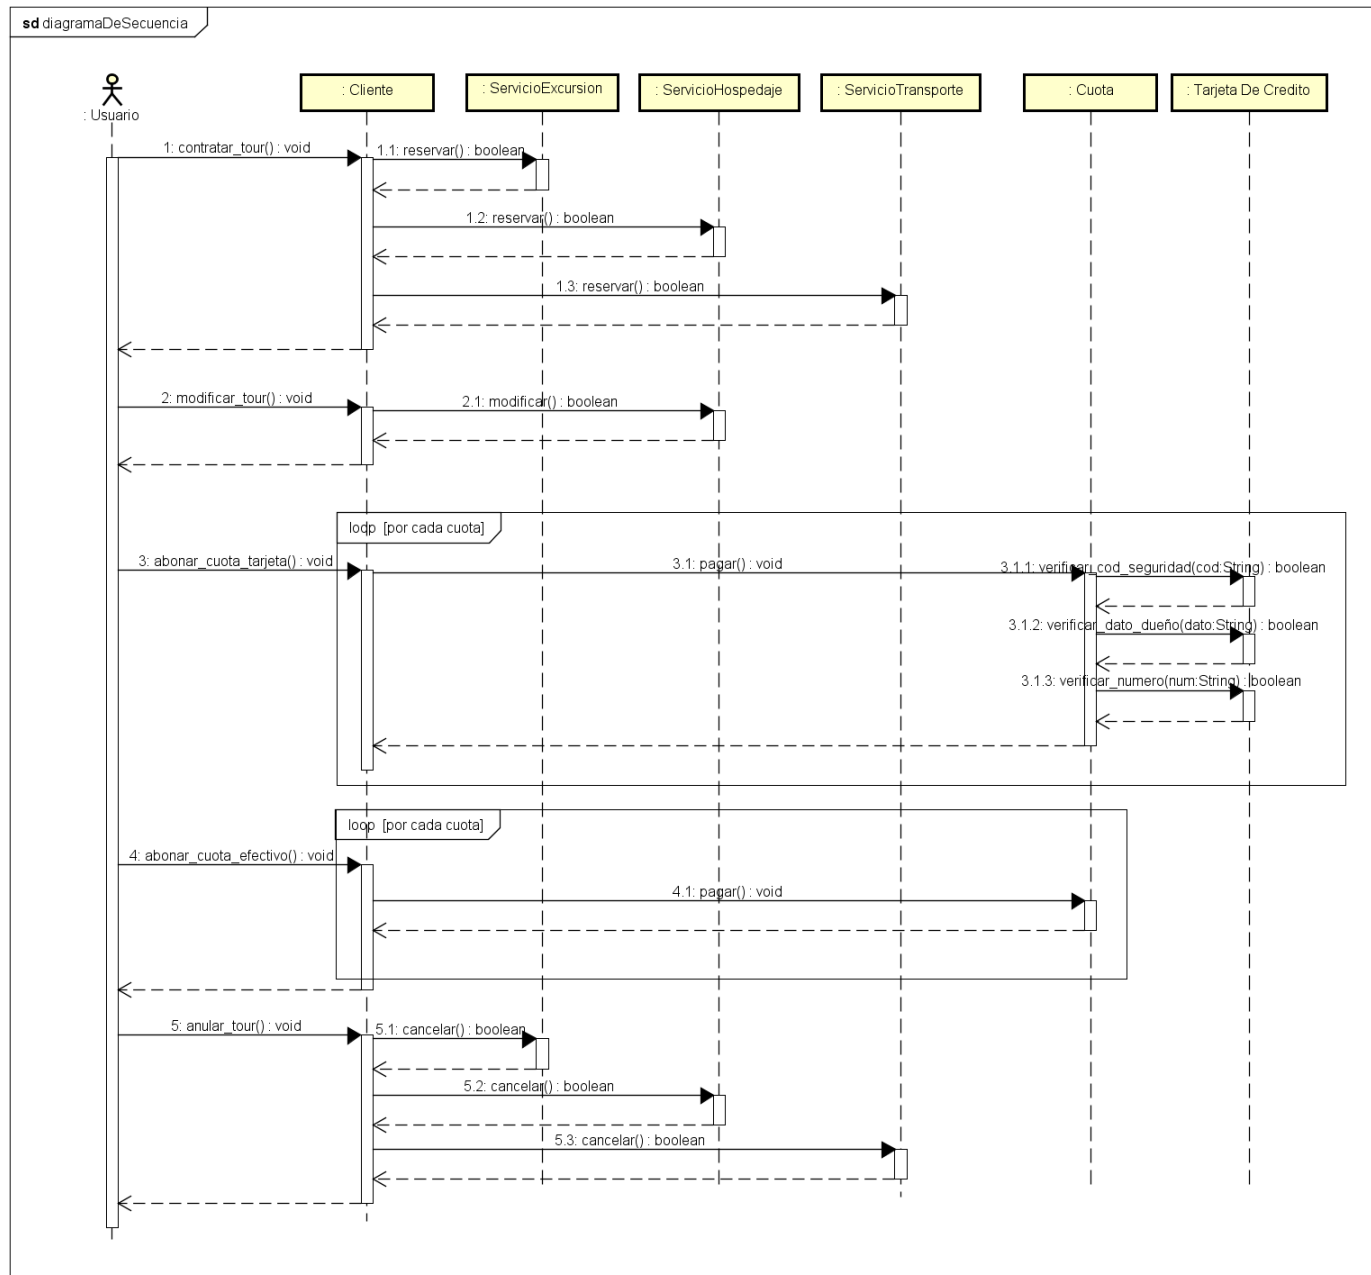 sd diagramaDeSecuencia
: Usuario
: Cliente
: ServicioExcursion
: ServicioHospedaje
: ServicioTransporte
: Cuota
: Tarjeta De Credito
1: contratar_tour() : void
1.1: reservar() : boolean
1.2: reservar() : boolean
1.3: reservar() : boolean
2: modificar_tour() : void
2.1: modificar() : boolean
loop [por cada cuota]
3: abonar_cuota_tarjeta() : void
3.1: pagar() : void
3.1.1: verificar_cod_seguridad(cod:String) : boolean
3.1.2: verificar_dato_dueño(dato:String) : boolean
3.1.3: verificar_numero(num:String) : boolean
loop [por cada cuota]
4: abonar_cuota_efectivo() : void
4.1: pagar() : void
5: anular_tour() : void
5.1: cancelar() : boolean
5.2: cancelar() : boolean
5.3: cancelar() : boolean